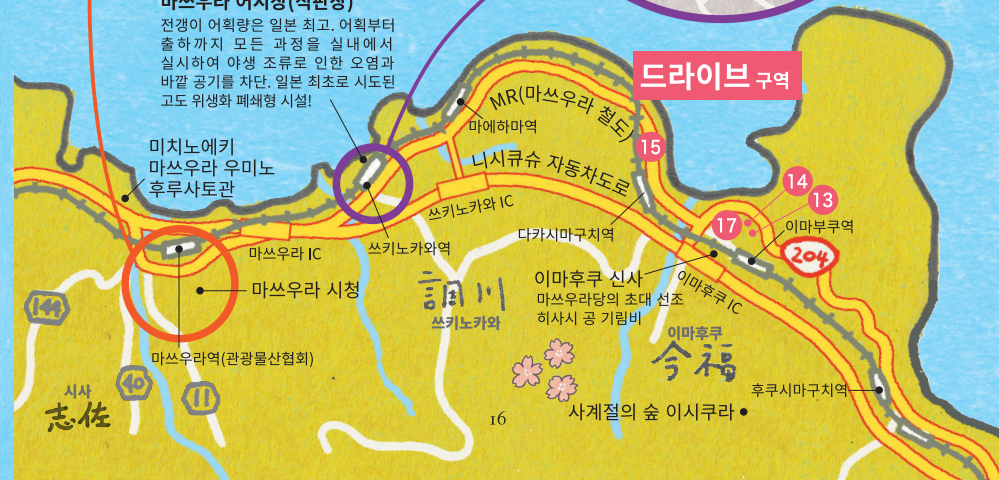 마쓰우라 어시장(직판장)
전갱이 어획량은 일본 최고. 어획부터
출하까지 모든 과정을 실내에서
실시하여 야생 조류로 인한 오염과
바깥 공기를 차단. 일본 최초로 시도된
고도 위생화 폐쇄형 시설!
드라이브 구역
MR(마쓰우라 철도)
마에하마역
15
미치노에키
마쓰우라 우미노
후루사토관
니시큐슈 자동차도로
14
13
17
쓰키노카와 IC
이마부쿠역
다카시마구치역
쓰키노카와역
마쓰우라 IC
204
이마후쿠 신사
마쓰우라당의 초대 선조
히사시 공 기림비
이마후쿠 IC
마쓰우라 시청
調川
쓰키노카와
144
이마후쿠
今福
마쓰우라역(관광물산협회)
40
11
시사
志佐
후쿠시마구치역
사계절의 숲 이시쿠라
16